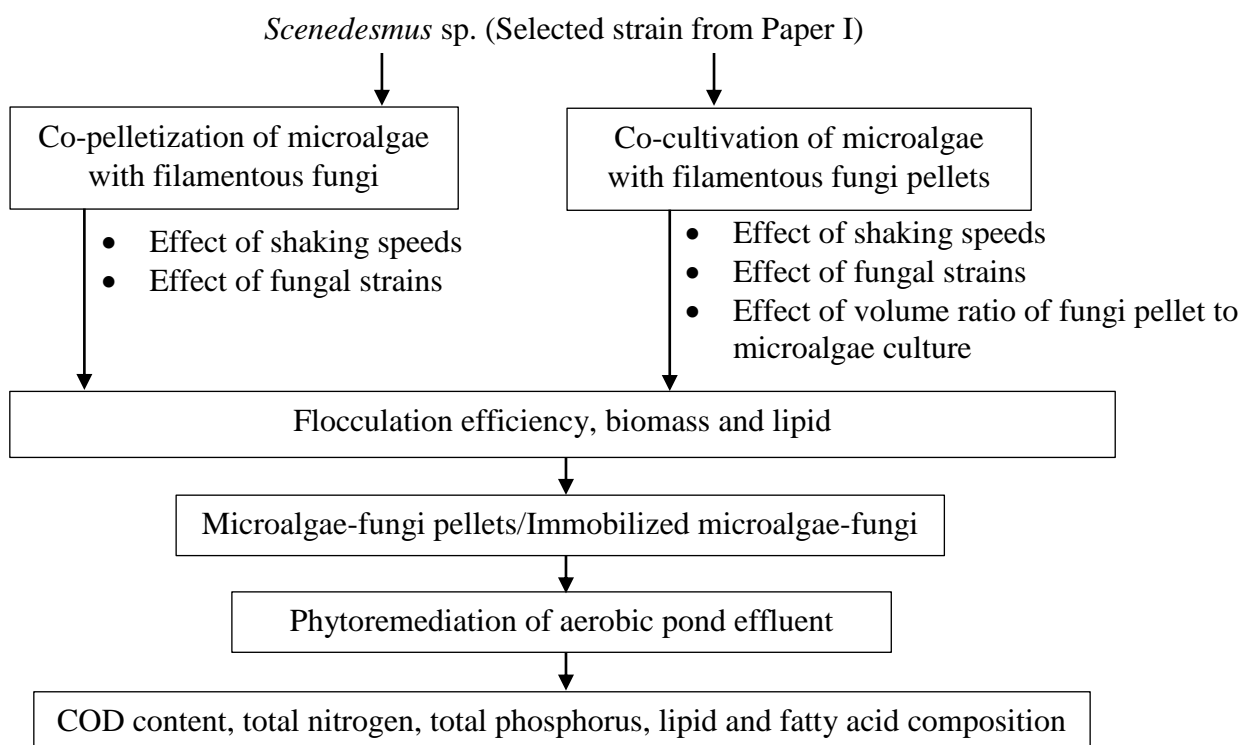 Scenedesmus sp. (Selected strain from Paper I)
Co-pelletization of microalgae
with filamentous fungi
Co-cultivation of microalgae
with filamentous fungi pellets
• Effect of shaking speeds
• Effect of fungal strains
• Effect of shaking speeds
• Effect of fungal strains
• Effect of volume ratio of fungi pellet to
microalgae culture
Flocculation efficiency, biomass and lipid
Microalgae-fungi pellets/Immobilized microalgae-fungi
Phytoremediation of aerobic pond effluent
COD content, total nitrogen, total phosphorus, lipid and fatty acid composition